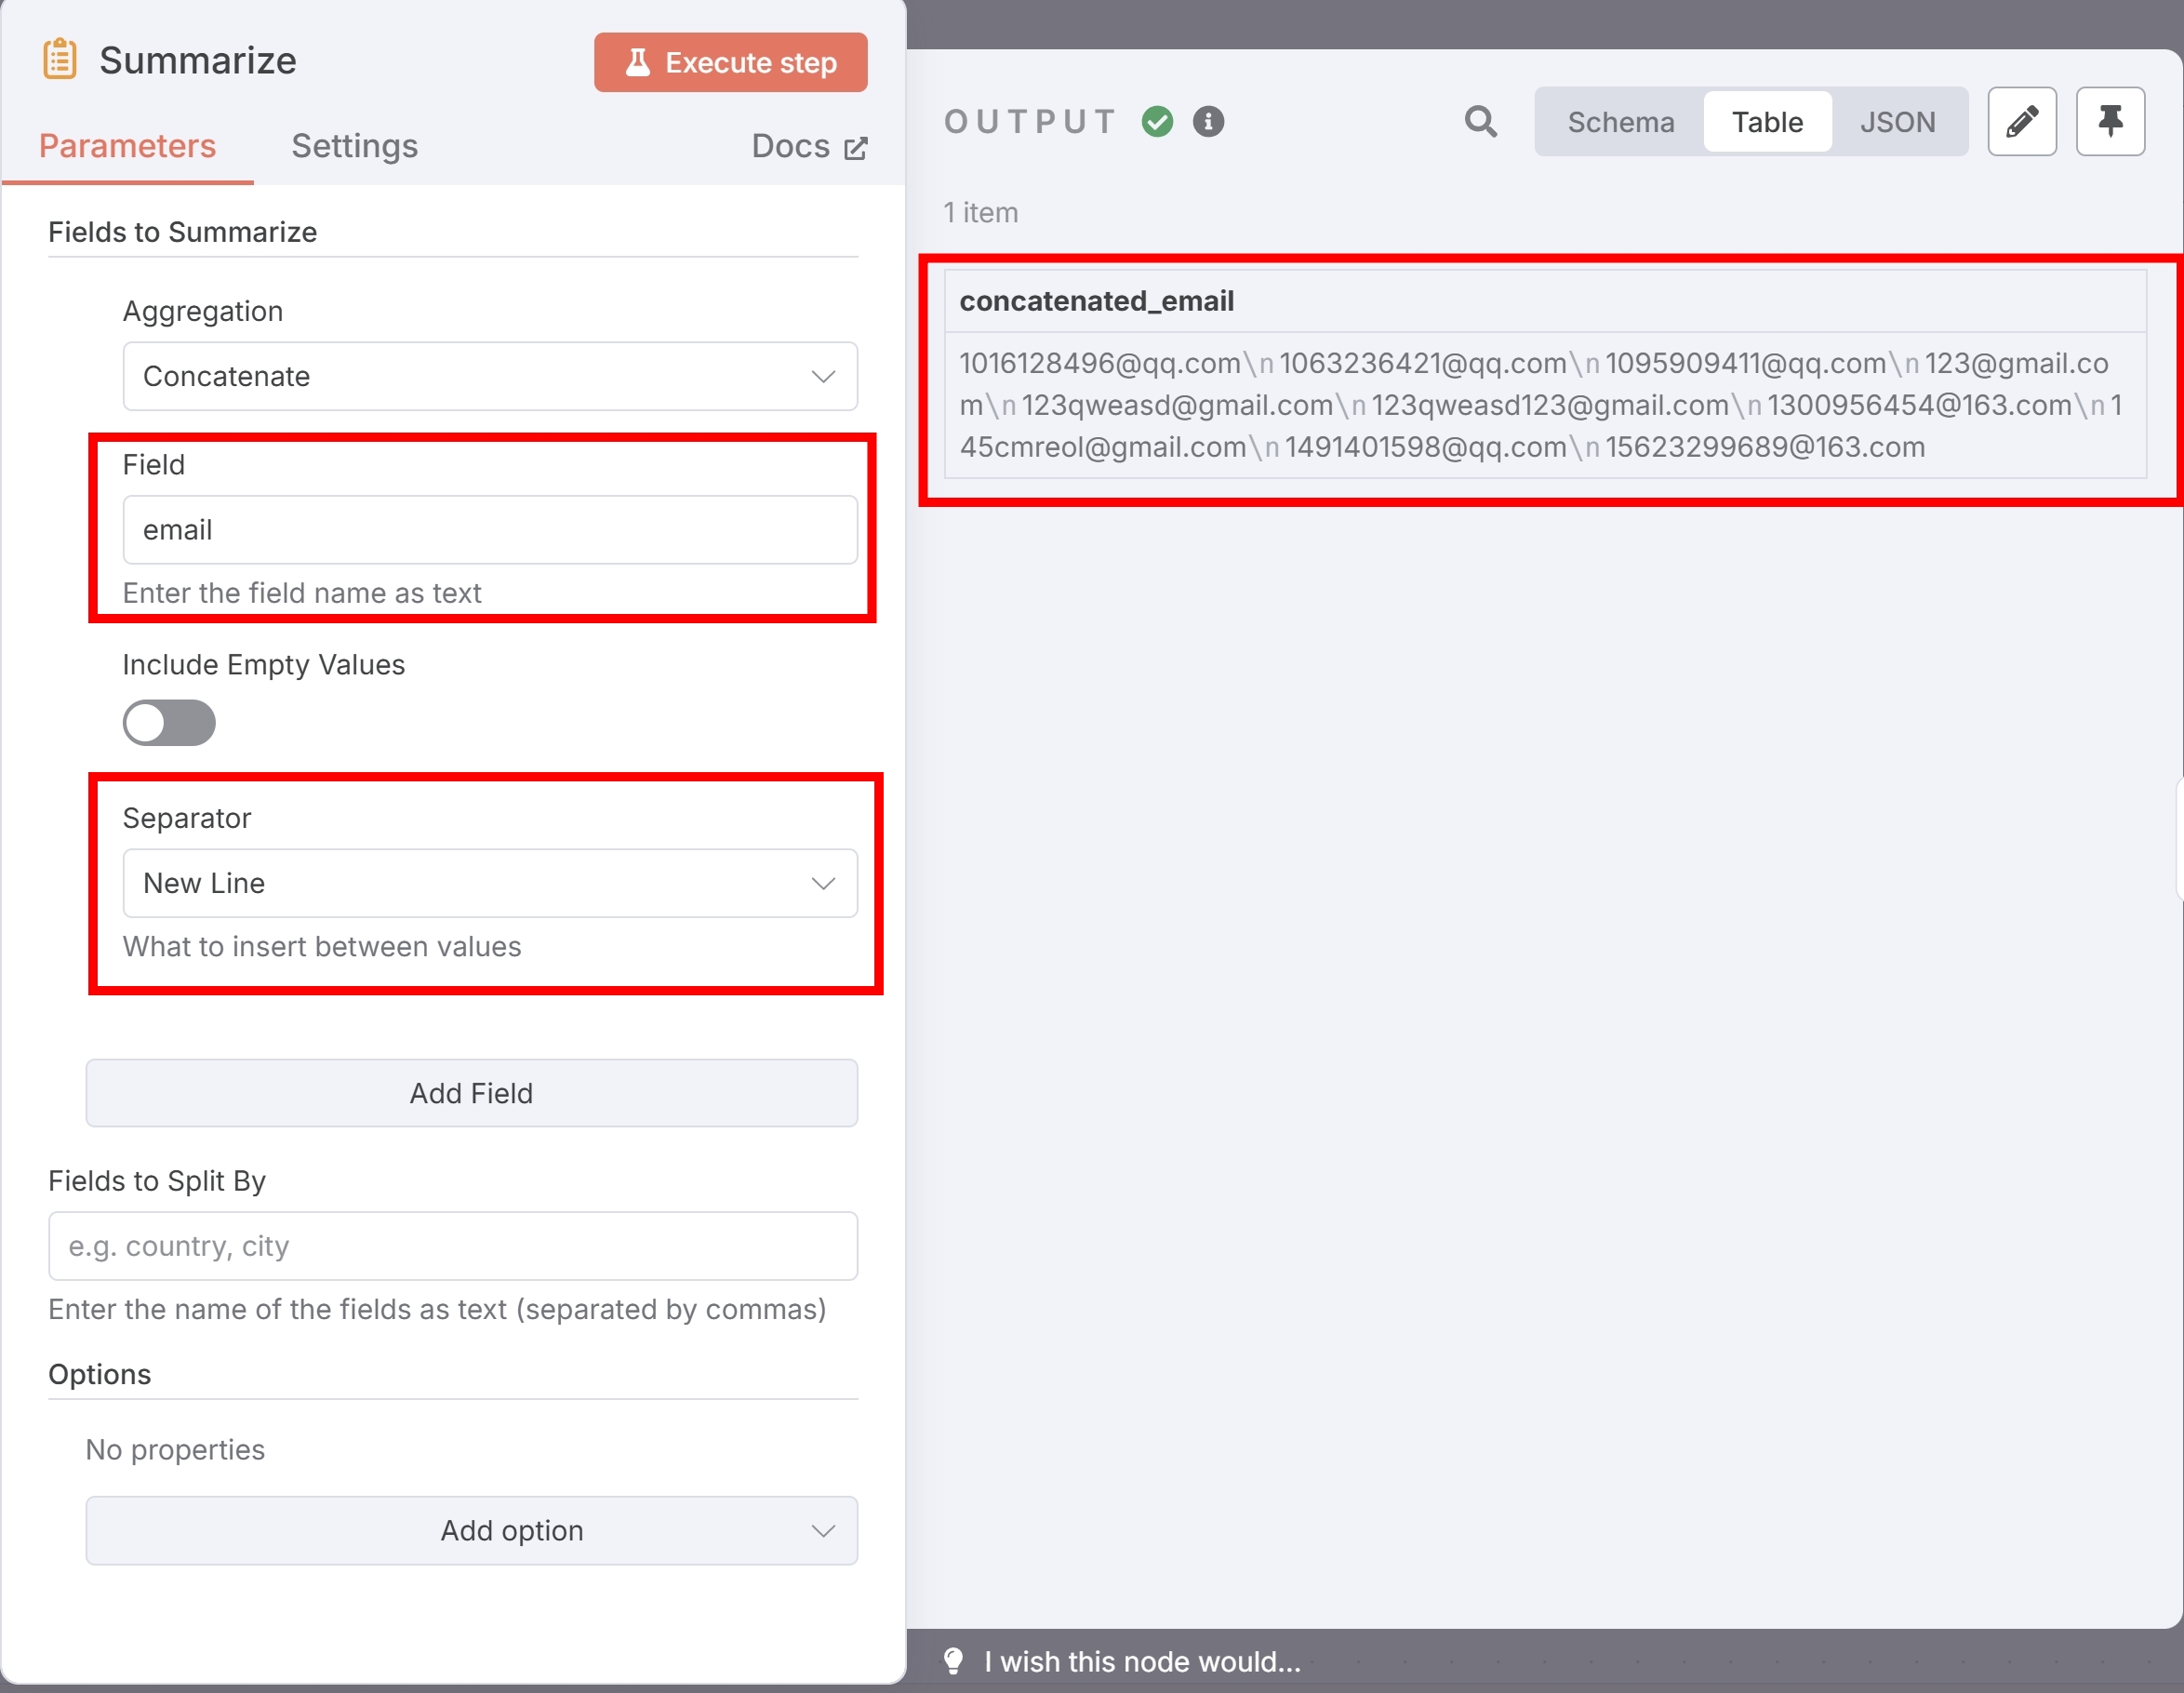 Summarize
Execute step
Parameters
Settings
Docs
Fields to Summarize
Aggregation
Concatenate
Field
email
Enter the field name as text
Include Empty Values
Separator
New Line
What to insert between values
Add Field
Fields to Split By
e.g. country, city
Enter the name of the fields as text (separated by commas)
Options
No properties
Add option
OUTPUT
Schema
Table
JSON
1 item
concatenated_email
1016128496@qq.com\n1063236421@qq.com\n1095909411@qq.com\n123@gmail.co
m\n123qweasd@gmail.com\n123qweasd123@gmail.com\n1300956454@163.com\n1
45cmreol@gmail.com\n1491401598@qq.com\n15623299689@163.com
I wish this node would...